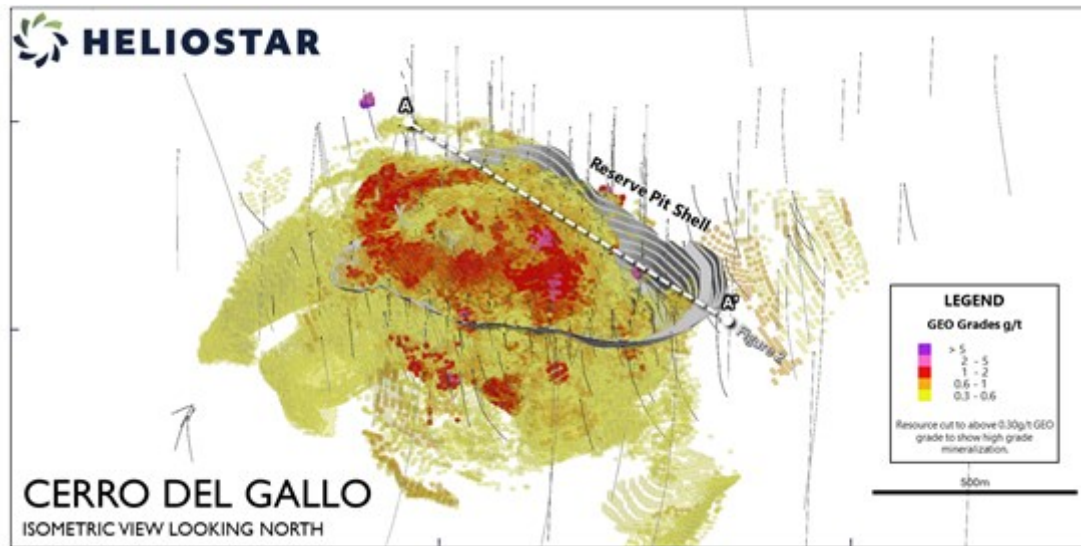 HELIOSTAR
A
Reserve Pit Shell
A'
Figure 2
LEGEND
GEO Grades g/t
> 5
2 - 5
1 - 2
0.6 - 1
0.3 - 0.6
Resource cut to above 0.30g/t GEO
grade to show high grade
mineralization.
500m
CERRO DEL GALLO
ISOMETRIC VIEW LOOKING NORTH